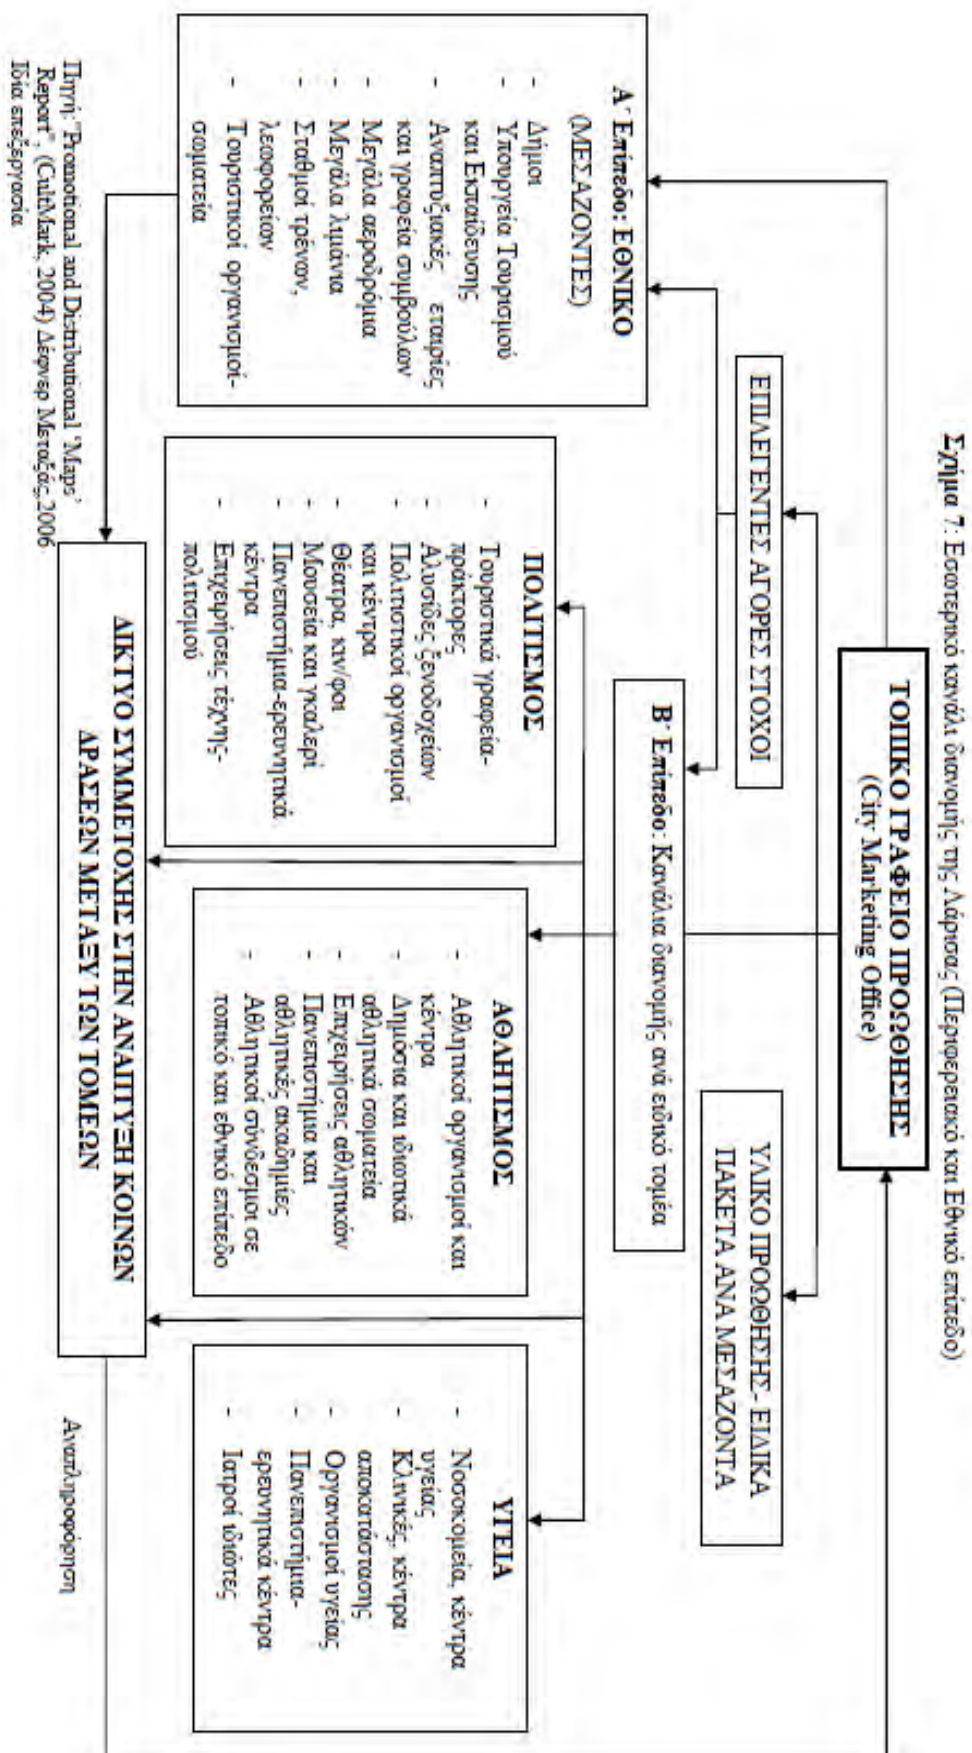 Σχήμα 7: Εσωτερικό κανάλι διανομής της Λάρισας (Περιφερειακό και Εθνικό επίπεδο)
ΤΟΠΙΚΟ ΓΡΑΦΕΙΟ ΠΡΟΩΘΗΣΗΣ
(City Marketing Office)
ΕΠΙΛΕΓΕΝΤΕΣ ΑΓΟΡΕΣ ΣΤΟΧΟΙ
ΥΛΙΚΟ ΠΡΟΩΘΗΣΗΣ- ΕΙΔΙΚΑ
ΠΑΚΕΤΑ ΑΝΑ ΜΕΣΑΖΟΝΤΑ
Α΄ Επίπεδο: ΕΘΝΙΚΟ
(ΜΕΣΑΖΟΝΤΕΣ)
- Δήμοι
- Υπουργεία Τουρισμού
και Εκπαίδευσης
- Αναπτυξιακές εταιρίες
και γραφεία συμβούλων
- Μεγάλα αεροδρόμια
- Μεγάλα λιμάνια
- Σταθμοί τρένων,
λεωφορείων
- Τουριστικοί οργανισμοί-
σωματεία
Β΄ Επίπεδο: Κανάλια διανομής ανά ειδικό τομέα
ΠΟΛΙΤΙΣΜΟΣ
- Τουριστικά γραφεία-
πράκτορες
- Αλυσίδες ξενοδοχείων
- Πολιτιστικοί οργανισμοί
και κέντρα
- Θέατρα, κιν/φοι
- Μουσεία και γκαλερί
- Πανεπιστήμια-ερευνητικά
κέντρα
- Επιχειρήσεις τέχνης-
πολιτισμού
ΑΘΛΗΤΙΣΜΟΣ
- Αθλητικοί οργανισμοί και
κέντρα
- Δημόσια και ιδιωτικά
αθλητικά σωματεία
- Επιχειρήσεις αθλητικών
- Πανεπιστήμια και
αθλητικές ακαδημίες
- Αθλητικοί σύνδεσμοι σε
τοπικό και εθνικό επίπεδο
ΥΓΕΙΑ
- Νοσοκομεία, κέντρα
υγείας
- Κλινικές, κέντρα
αποκατάστασης
- Οργανισμοί υγείας
- Πανεπιστήμια-
ερευνητικά κέντρα
- Ιατροί ιδιώτες
ΔΙΚΤΥΟ ΣΥΜΜΕΤΟΧΗΣ ΣΤΗΝ ΑΝΑΠΤΥΞΗ ΚΟΙΝΩΝ
ΔΡΑΣΕΩΝ ΜΕΤΑΞΥ ΤΩΝ ΤΟΜΕΩΝ
Αναπληροφόρηση
Πηγή: "Promotional and Distributional 'Maps'
Report", (CultMark, 2004) Δέφνερ Μεταξάς,2006
Ιδία επεξεργασία